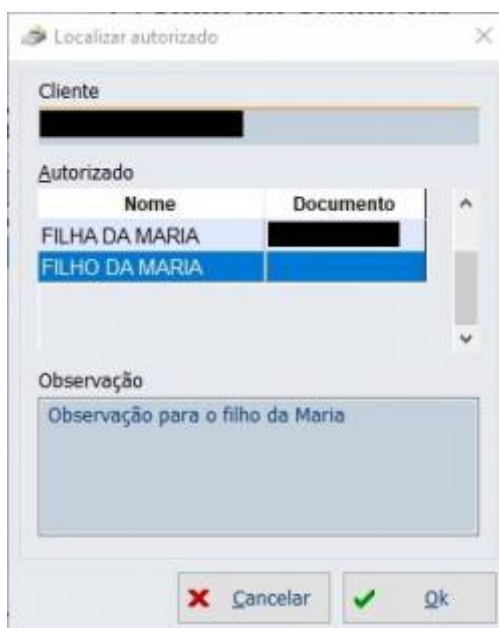 Localizar autorizado
Cliente
Autorizado
Nome Documento
FILHA DA MARIA
FILHO DA MARIA
Observação
Observação para o filho da Maria
Cancelar Ok